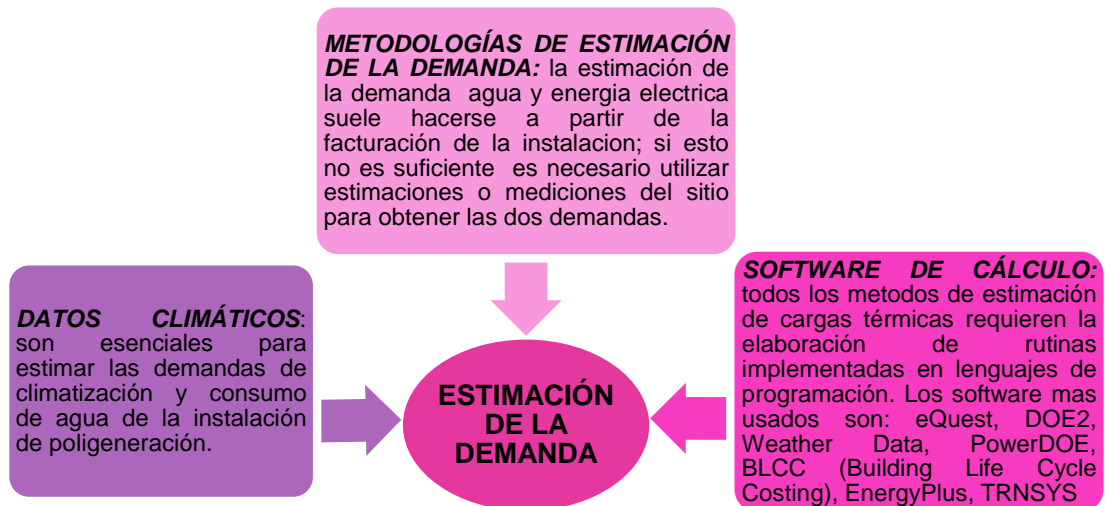 METODOLOGÍAS DE ESTIMACIÓN
DE LA DEMANDA: la estimación de
la demanda agua y energia electrica
suele hacerse a partir de la
facturación de la instalacion; si esto
no es suficiente es necesario utilizar
estimaciones o mediciones del sitio
para obtener las dos demandas.
DATOS CLIMÁTICOS:
son esenciales para
estimar las demandas de
climatización y consumo
de agua de la instalación
de poligeneración.
ESTIMACIÓN
DE LA
DEMANDA
SOFTWARE DE CÁLCULO:
todos los metodos de estimación
de cargas térmicas requieren la
elaboración de rutinas
implementadas en lenguajes de
programación. Los software mas
usados son: eQuest, DOE2,
Weather Data, PowerDOE,
BLCC (Building Life Cycle
Costing), EnergyPlus, TRNSYS